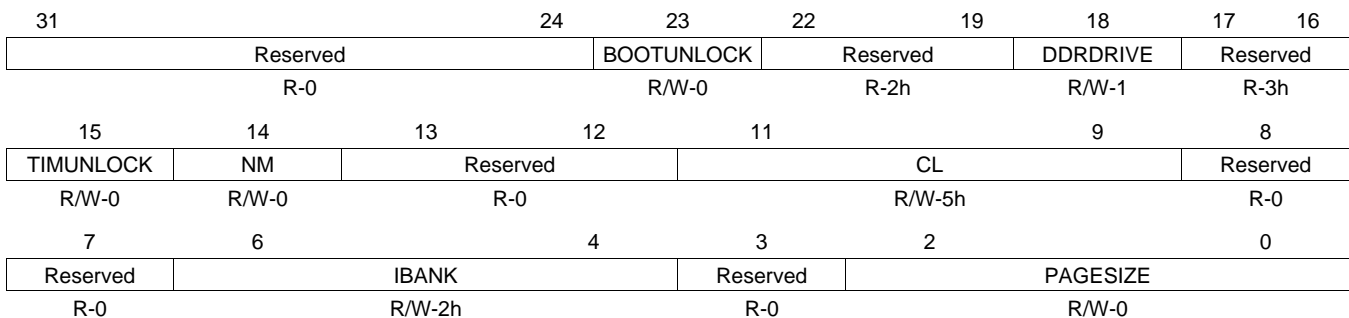 31 24 23 22 19 18 17 16
Reserved BOOTUNLOCK Reserved DDRDRIVE Reserved
R-0 R/W-0 R-2h R/W-1 R-3h
15 14 13 12 11 9 8
TIMUNLOCK NM Reserved CL Reserved
R/W-0 R/W-0 R-0 R/W-5h R-0
7 6 4 3 2 0
Reserved IBANK Reserved PAGESIZE
R-0 R/W-2h R-0 R/W-0